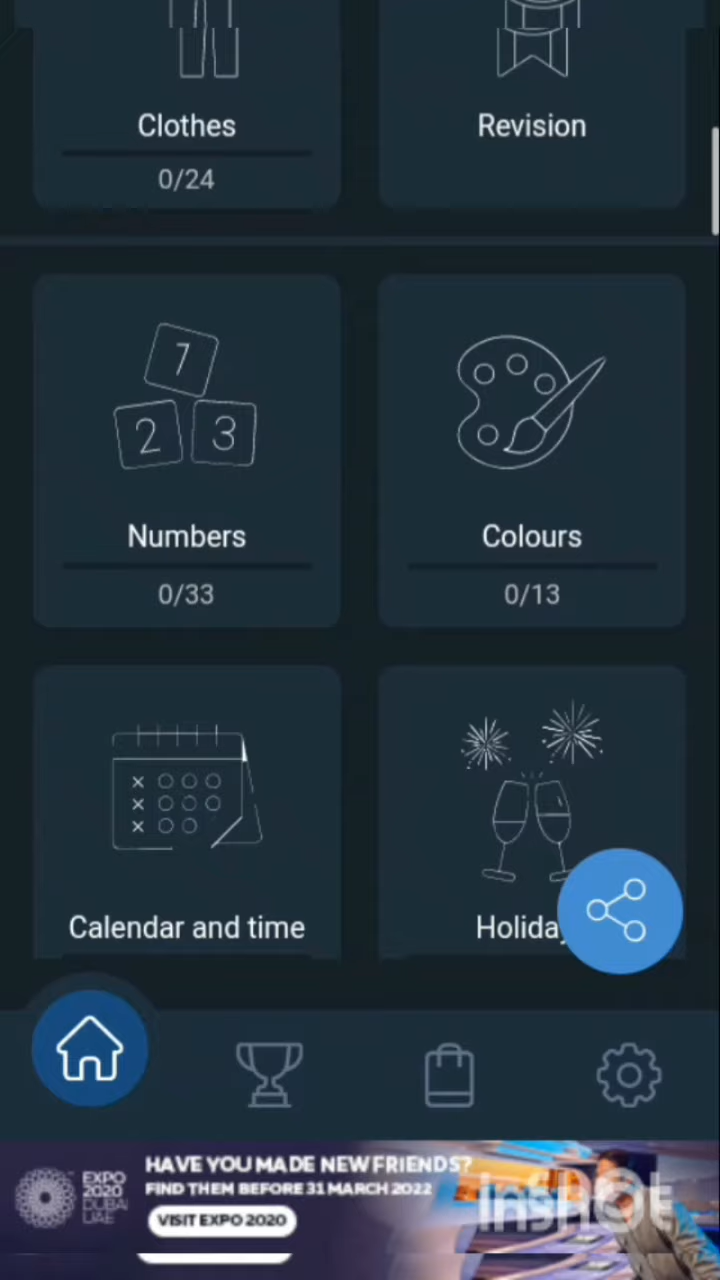 Clothes
Revision
0/24
7
2 3
Numbers
Colours
0/33
0/13
Calendar and time
EXPO
2020
DUBAI
UAE
HAVE YOU MADE NEW FRIENDS?
FIND THEM BEFORE 31 MARCH 2022
VISIT EXPO 2020
InShOt